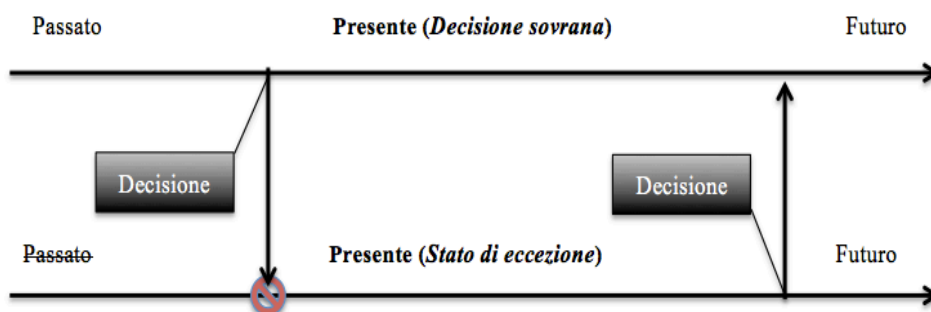 Passato Presente (Decisione sovrana) Futuro
Decisione Decisione
Passato Presente (Stato di eccezione) Futuro